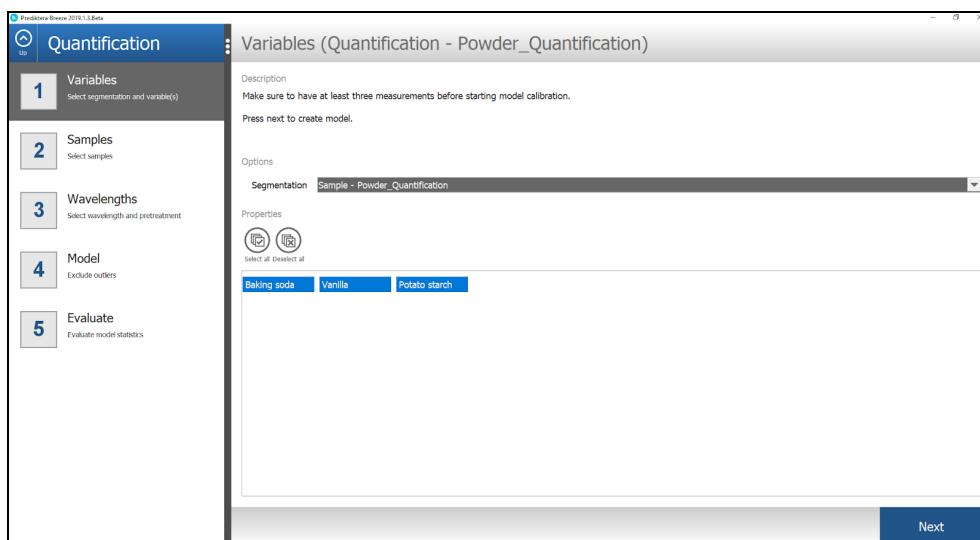 Prediktera Breeze 2019.1.3.Beta
Up
Quantification
Variables (Quantification - Powder_Quantification)
1
Variables
Select segmentation and variable(s)
2
Samples
Select samples
3
Wavelengths
Select wavelength and pretreatment
4
Model
Exclude outliers
5
Evaluate
Evaluate model statistics
Description
Make sure to have at least three measurements before starting model calibration.
Press next to create model.
Options
Segmentation Sample - Powder_Quantification
Properties
Select all Deselect all
Baking soda Vanilla Potato starch
Next